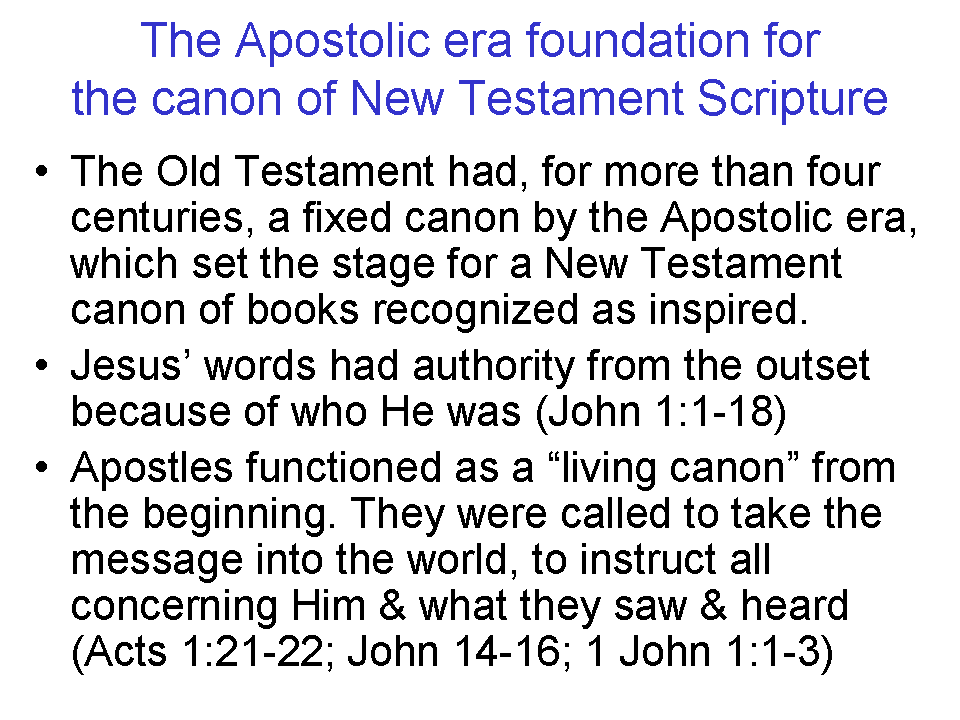 The Apostolic era foundation for
the canon of New Testament Scripture
• The Old Testament had, for more than four
centuries, a fixed canon by the Apostolic era,
which set the stage for a New Testament
canon of books recognized as inspired.
• Jesus’ words had authority from the outset
because of who He was (John 1:1-18)
• Apostles functioned as a “living canon” from
the beginning. They were called to take the
message into the world, to instruct all
concerning Him & what they saw & heard
(Acts 1:21-22; John 14-16; 1 John 1:1-3)